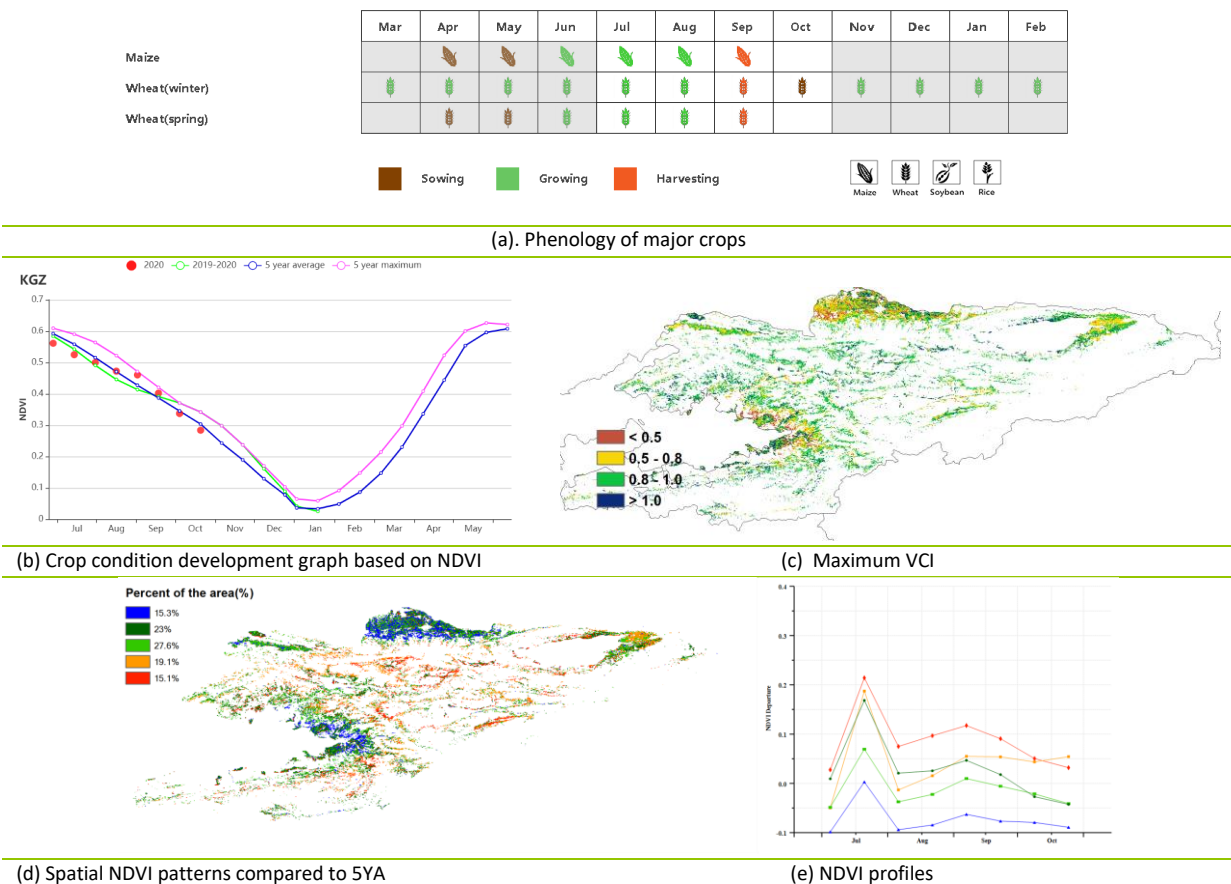 Mar Apr May Jun Jul Aug Sep Oct Nov Dec Jan Feb
Maize
Wheat(winter)
Wheat(spring)
Sowing Growing Harvesting
Maize Wheat Soybean Rice
(a). Phenology of major crops
2020 2019-2020 5 year average 5 year maximum
KGZ
0.7
0.6
0.5
0.4
0.3
0.2
0.1
0
NDVI
Jul Aug Sep Oct Nov Dec Jan Feb Mar Apr May
< 0.5
0.5 - 0.8
0.8 - 1.0
> 1.0
(b) Crop condition development graph based on NDVI
(c) Maximum VCI
Percent of the area(%)
15.3%
23%
27.6%
19.1%
15.1%
0.4
0.3
0.2
0.1
0.0
-0.1
NDVI Departure
Jul Aug Sep Oct
(d) Spatial NDVI patterns compared to 5YA
(e) NDVI profiles